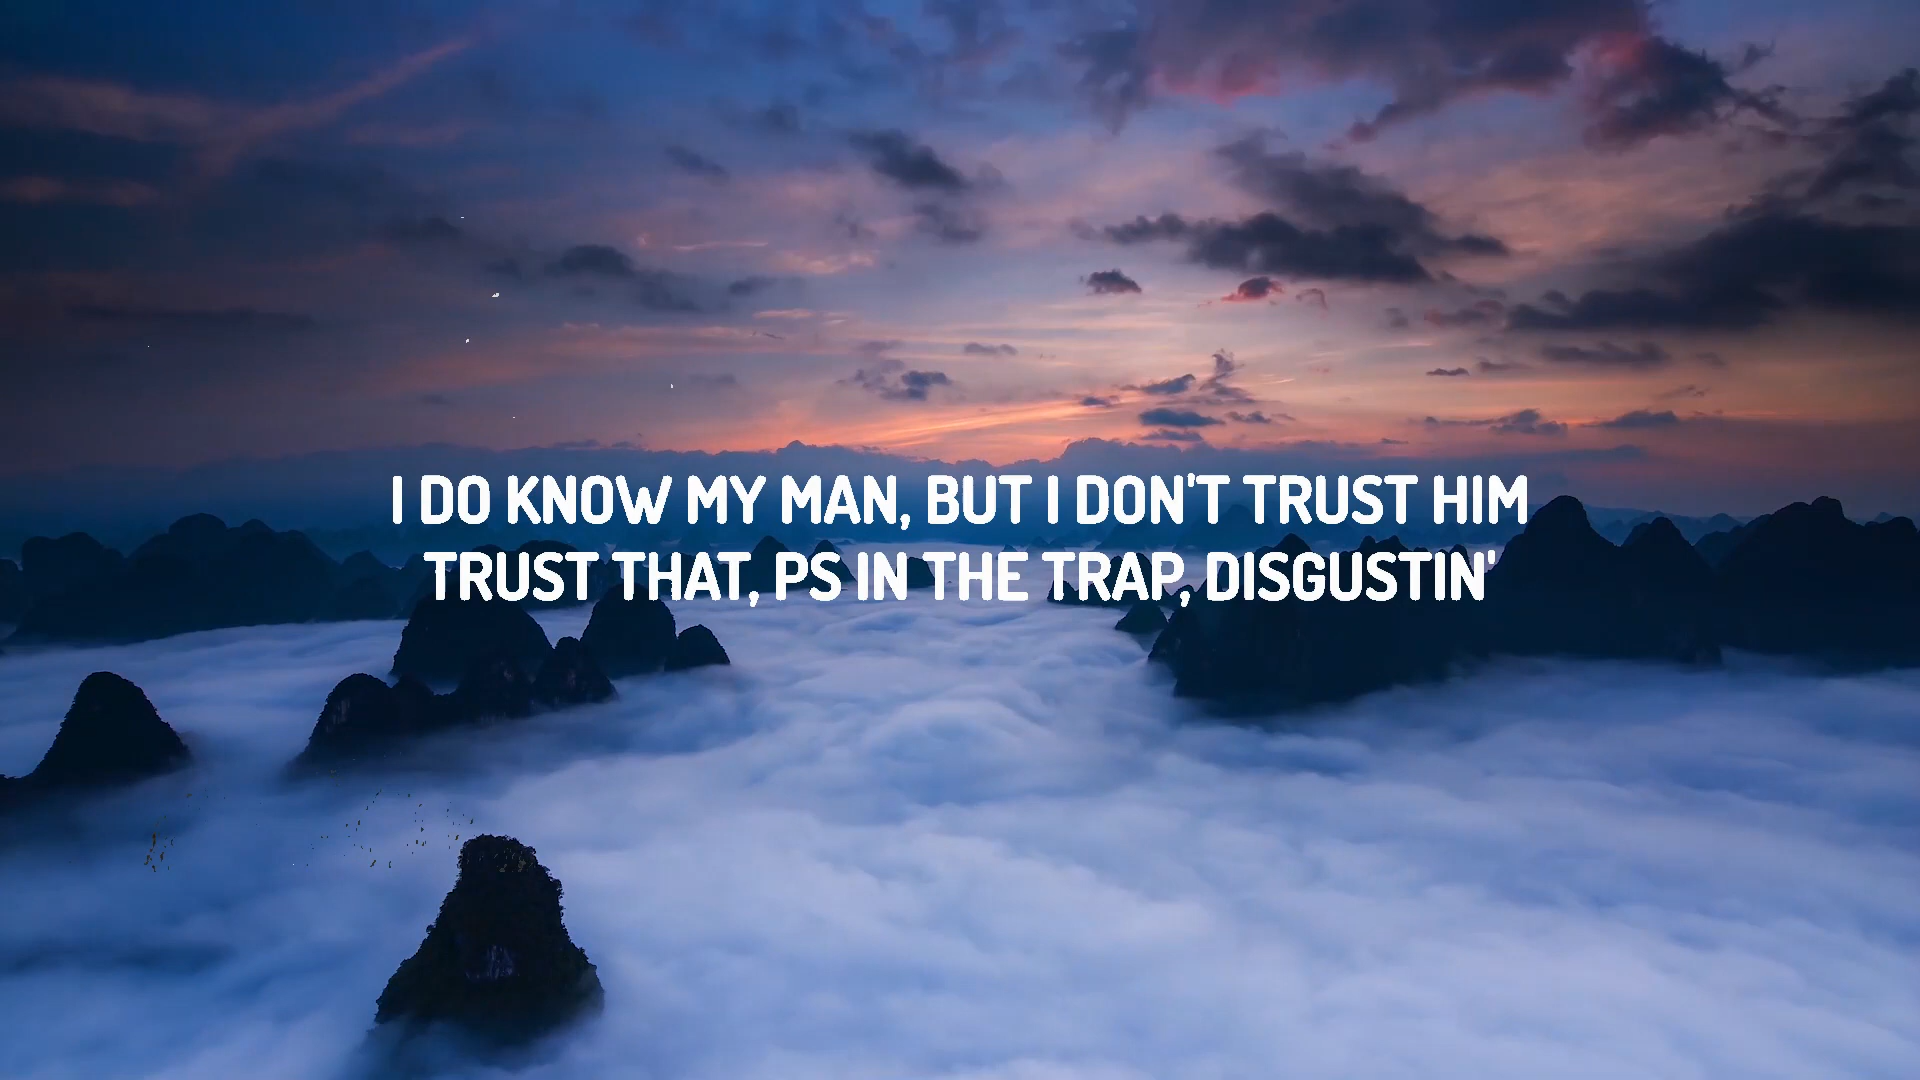 I DO KNOW MY MAN, BUT I DON'T TRUST HIM
TRUST THAT, PS IN THE TRAP, DISGUSTIN'